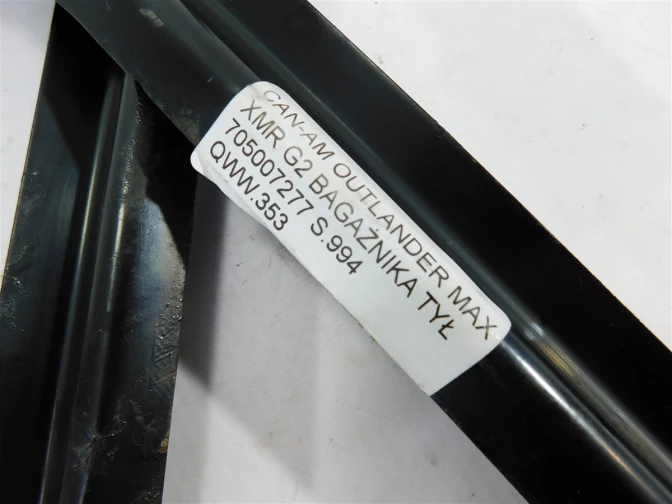 CAN-AM OUTLANDER MAX
XMR G2 BAGAŻNIKA TYŁ
705007277 S.994
QWW.353